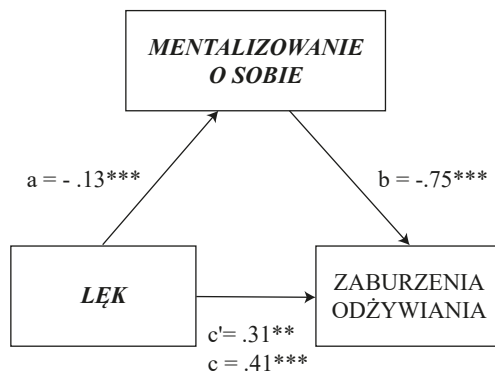 MENTALIZOWANIE
O SOBIE
a = - .13***
b = -.75***
LĘK
ZABURZENIA
ODŻYWIANIA
c'= .31**
c = .41***